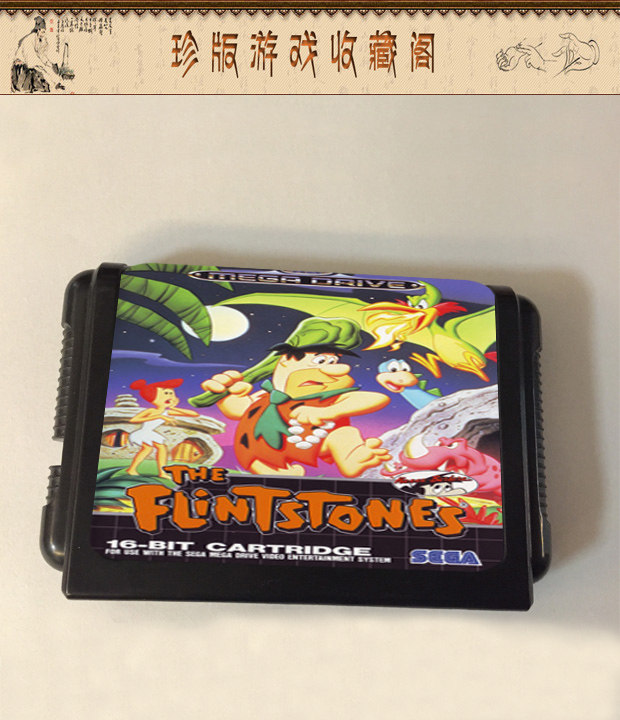 珍版游戏收藏阁
MEGA DRIVE
THE
FLINTSTONES
16-BIT CARTRIDGE
FOR USE WITH THE SEGA MEGA DRIVE VIDEO ENTERTAINMENT SYSTEM
SEGA